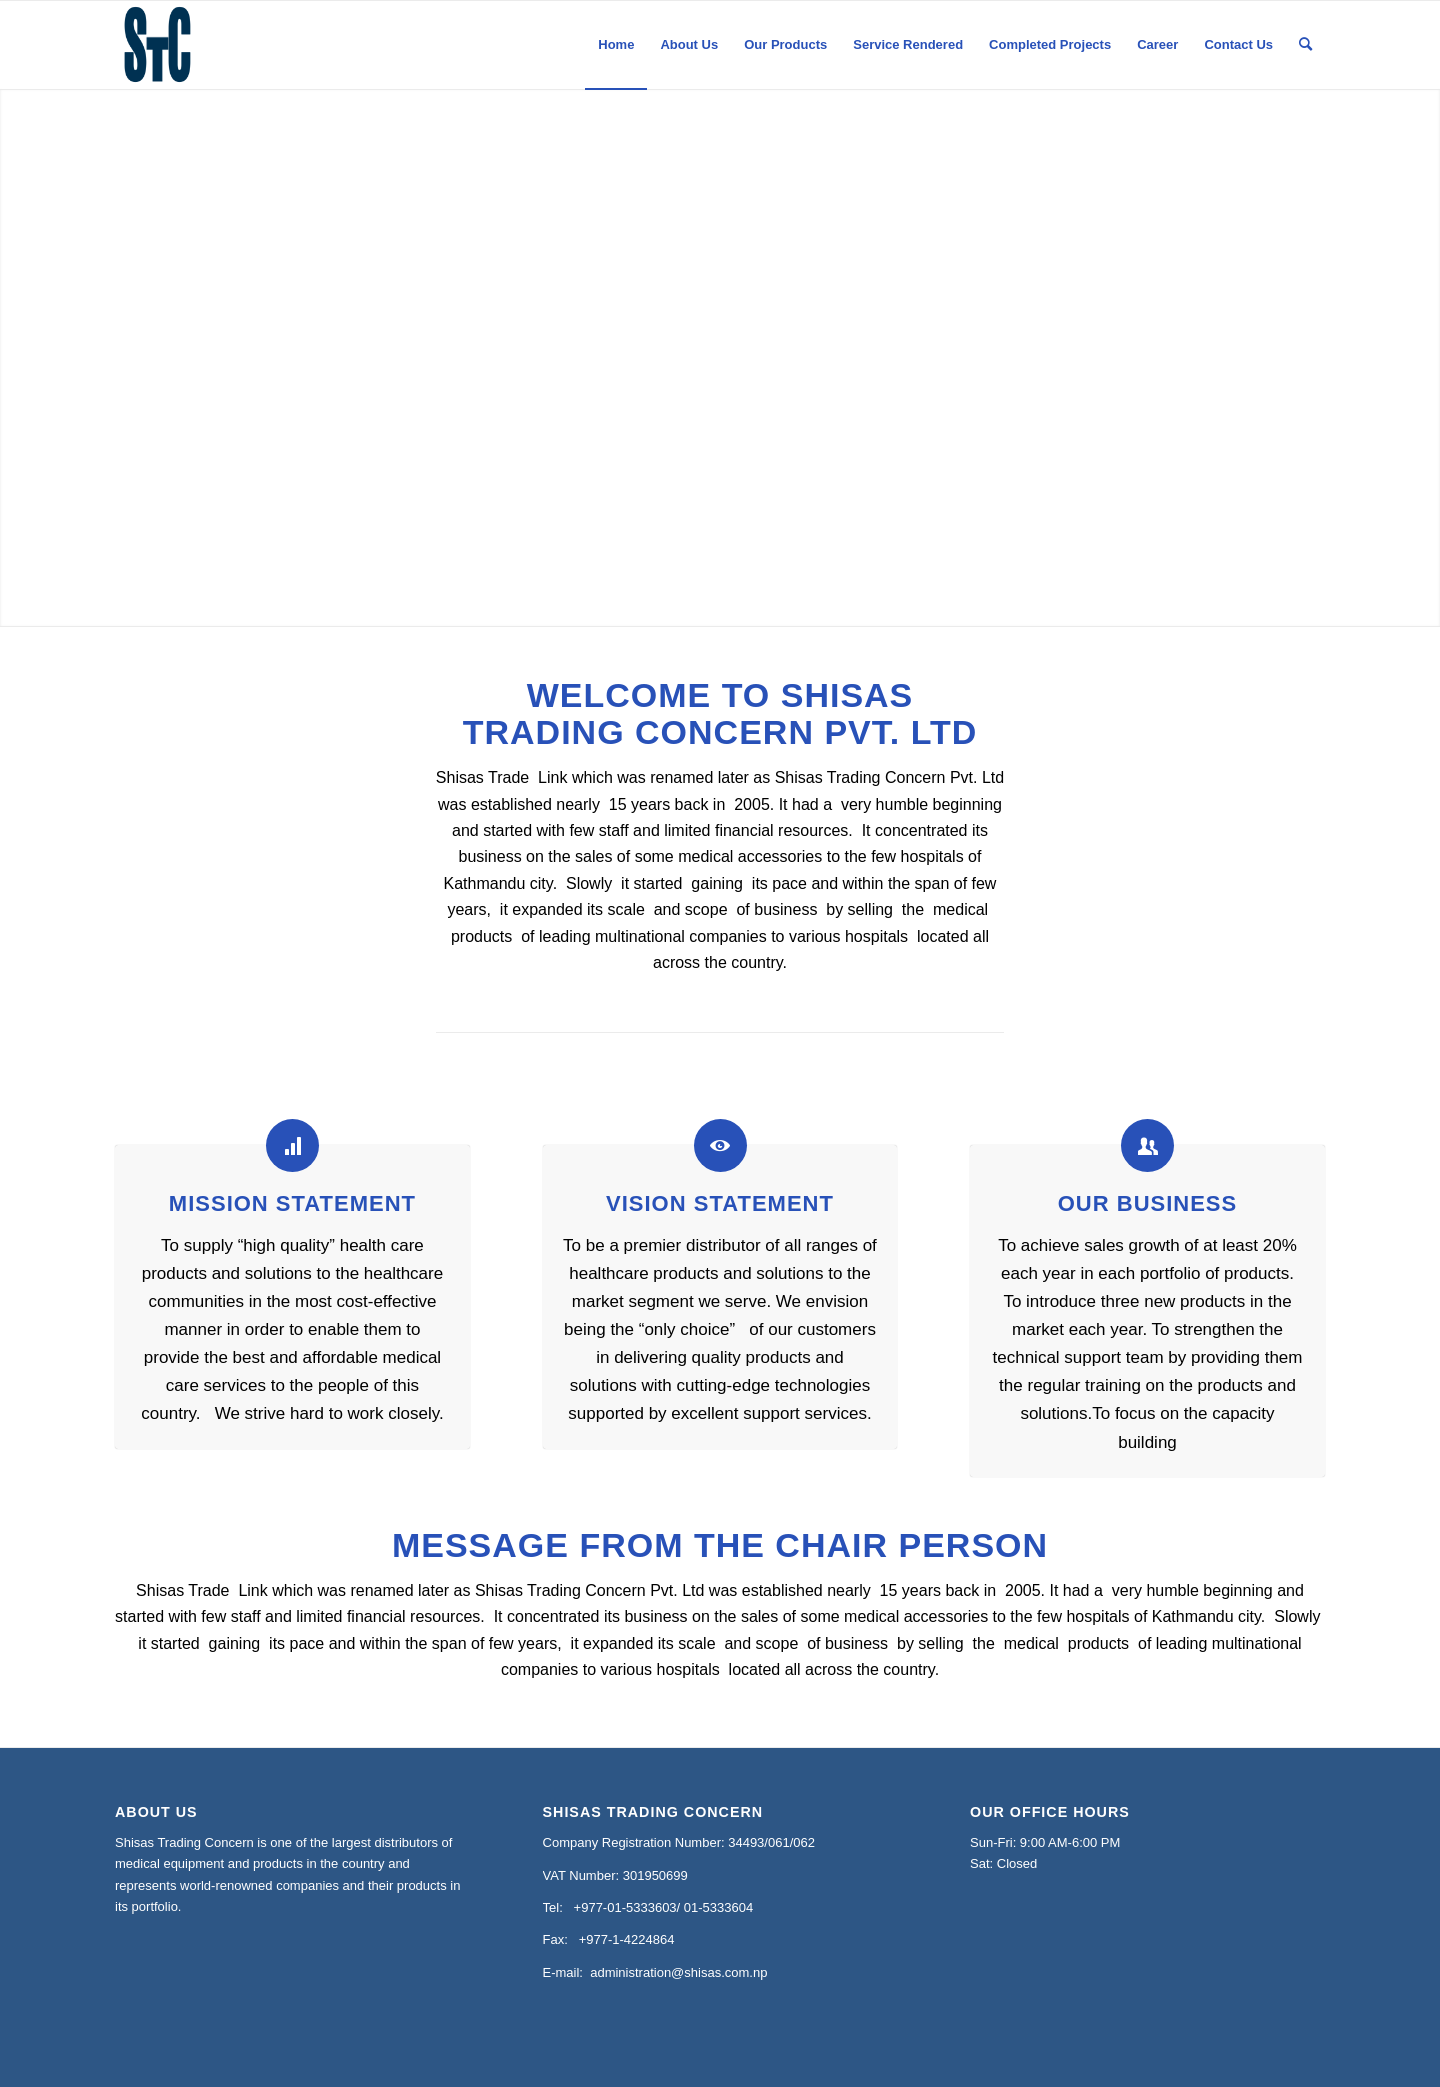 STC
Home About Us Our Products Service Rendered Completed Projects Career Contact Us
WELCOME TO SHISAS
TRADING CONCERN PVT. LTD
Shisas Trade  Link which was renamed later as Shisas Trading Concern Pvt. Ltd
was established nearly  15 years back in  2005. It had a  very humble beginning
and started with few staff and limited financial resources.  It concentrated its
business on the sales of some medical accessories to the few hospitals of
Kathmandu city.  Slowly  it started  gaining  its pace and within the span of few
years,  it expanded its scale  and scope  of business  by selling  the  medical
products  of leading multinational companies to various hospitals  located all
across the country.
MISSION STATEMENT
To supply “high quality” health care
products and solutions to the healthcare
communities in the most cost-effective
manner in order to enable them to
provide the best and affordable medical
care services to the people of this
country.   We strive hard to work closely.
VISION STATEMENT
To be a premier distributor of all ranges of
healthcare products and solutions to the
market segment we serve. We envision
being the “only choice”   of our customers
in delivering quality products and
solutions with cutting-edge technologies
supported by excellent support services.
OUR BUSINESS
To achieve sales growth of at least 20%
each year in each portfolio of products.
To introduce three new products in the
market each year. To strengthen the
technical support team by providing them
the regular training on the products and
solutions.To focus on the capacity
building
MESSAGE FROM THE CHAIR PERSON
Shisas Trade  Link which was renamed later as Shisas Trading Concern Pvt. Ltd was established nearly  15 years back in  2005. It had a  very humble beginning and
started with few staff and limited financial resources.  It concentrated its business on the sales of some medical accessories to the few hospitals of Kathmandu city.  Slowly
it started  gaining  its pace and within the span of few years,  it expanded its scale  and scope  of business  by selling  the  medical  products  of leading multinational
companies to various hospitals  located all across the country.
ABOUT US
Shisas Trading Concern is one of the largest distributors of
medical equipment and products in the country and
represents world-renowned companies and their products in
its portfolio.
SHISAS TRADING CONCERN
Company Registration Number: 34493/061/062
VAT Number: 301950699
Tel:   +977-01-5333603/ 01-5333604
Fax:   +977-1-4224864
E-mail:  administration@shisas.com.np
OUR OFFICE HOURS
Sun-Fri: 9:00 AM-6:00 PM
Sat: Closed